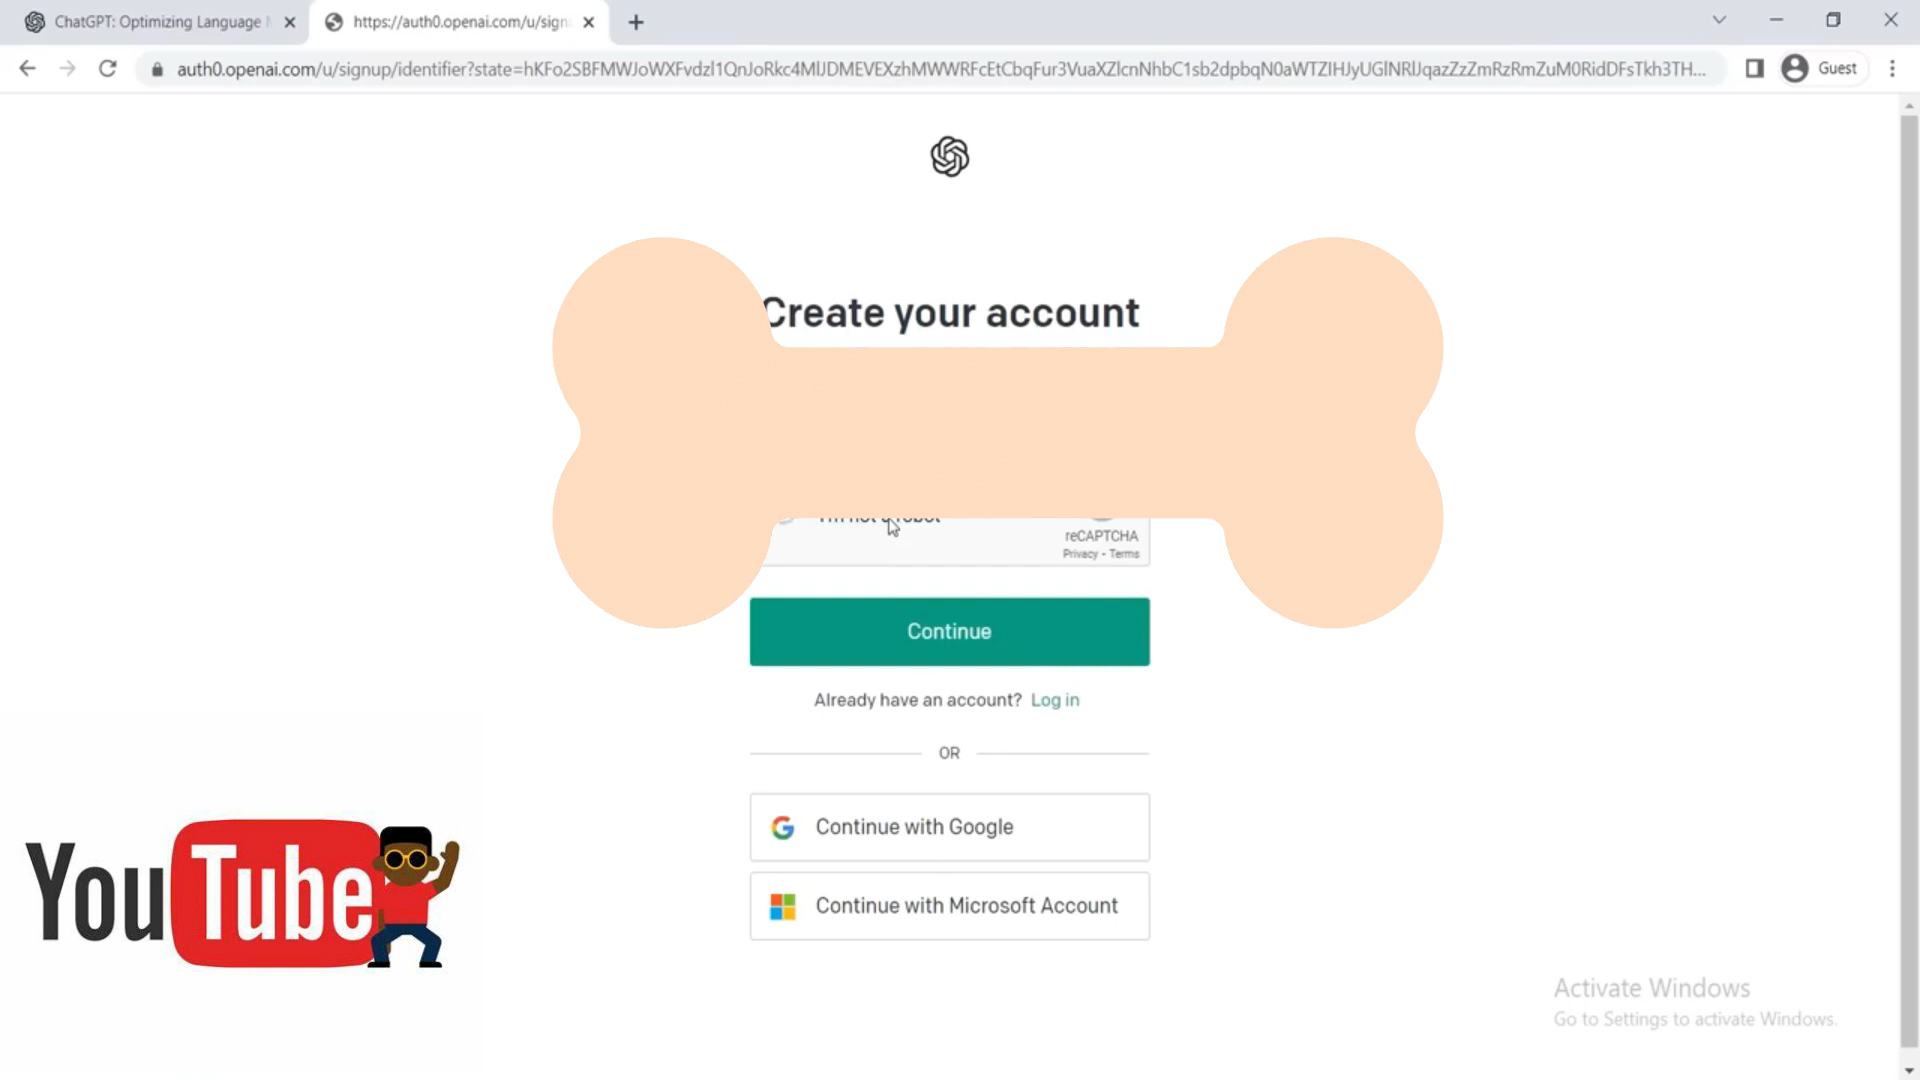 ChatGPT: Optimizing Language
https://auth0.openai.com/u/sign
auth0.openai.com/u/signup/identifier?state=hKFo2SBFMWJoWXFvdzl1QnJoRkc4MlJDMEVEXzhMWWRFcEtCbqFur3VuaXZlcnNhbC1sb2dpbqN0aWTZIHJyUGlNRlJqazZzZmRzRmZuM0RidDFsTkh3TH...
Guest
Create your account
I'm not a robot
reCAPTCHA
Privacy - Terms
Continue
Already have an account? Log in
OR
Continue with Google
Continue with Microsoft Account
YouTube
Activate Windows
Go to Settings to activate Windows.